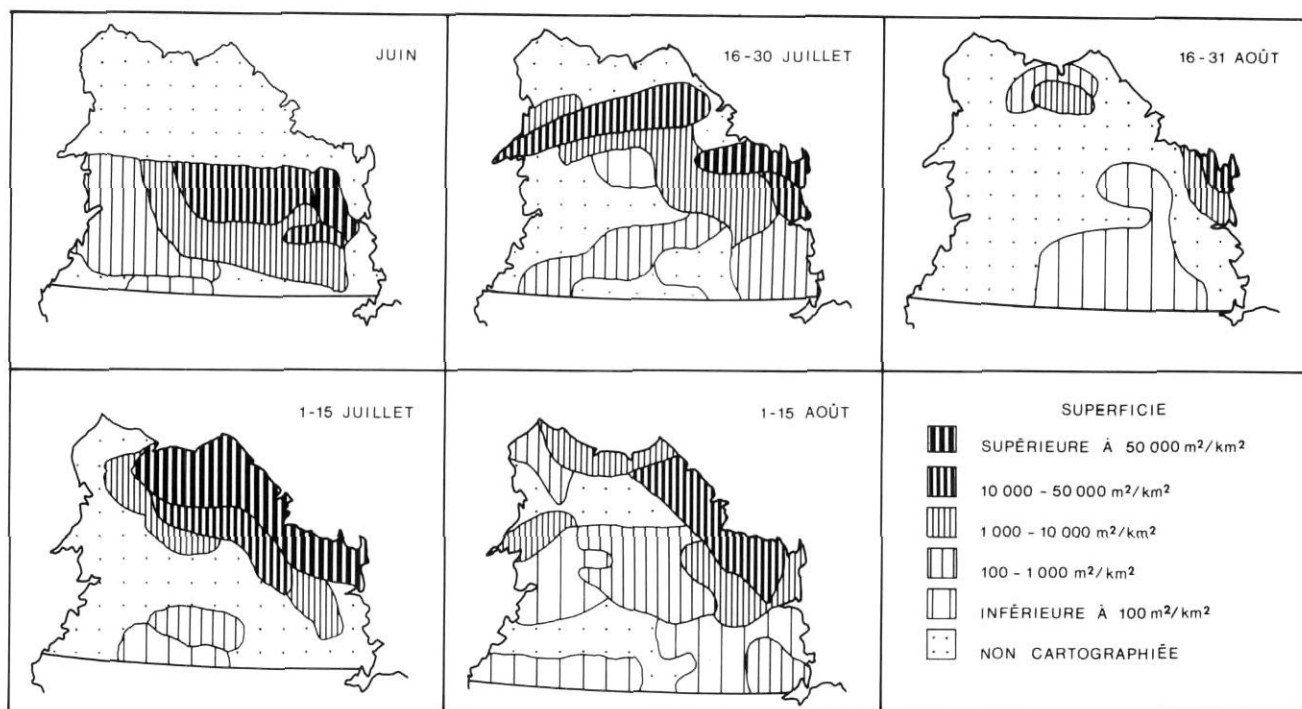 JUIN
16-30 JUILLET
16-31 AOÛT
1-15 JUILLET
1-15 AOÛT
SUPERFICIE
SUPÉRIEURE À 50 000 m²/km²
10 000 - 50 000 m²/km²
1 000 - 10 000 m²/km²
100 - 1 000 m²/km²
INFÉRIEURE À 100 m²/km²
NON CARTOGRAPHIÉE